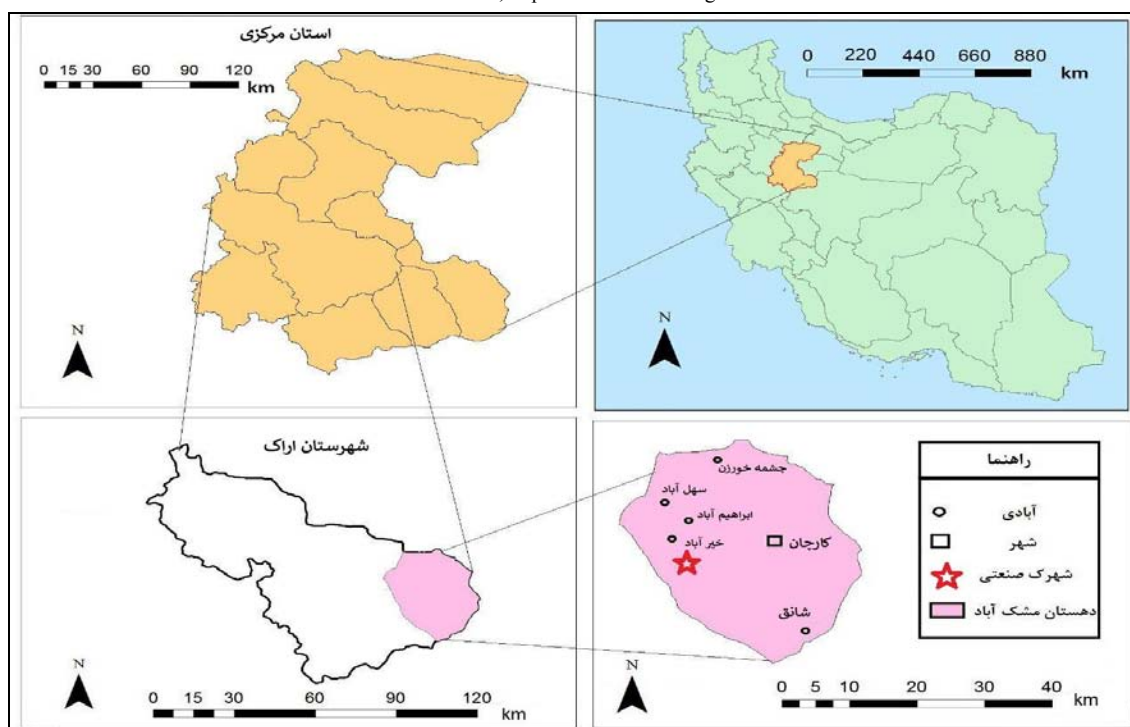 استان مرکزی
0 15 30 60 90 120
km
N
0 220 440 660 880
km
N
شهرستان اراک
N
0 15 30 60 90 120
km
چشمه خورزن
سهل آباد
ابراهیم آباد
خیر آباد
کارچان
شانق
راهنما
آبادی
شهر
شهرک صنعتی
دهستان مشک آباد
N
0 5 10 20 30 40
km